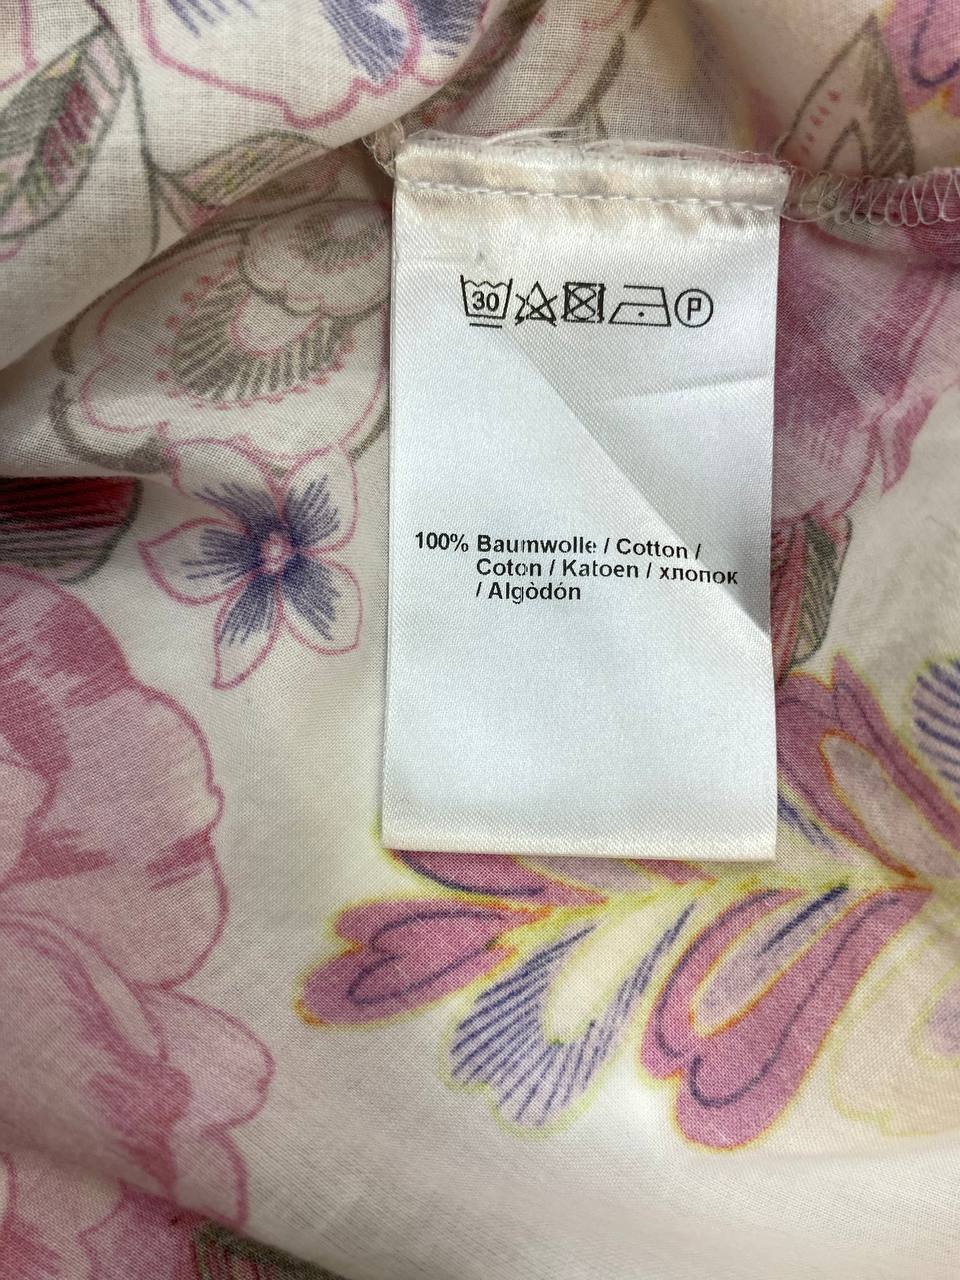 30 P
100% Baumwolle / Cotton /
Coton / Katoen / хлопок
/ Algòdón